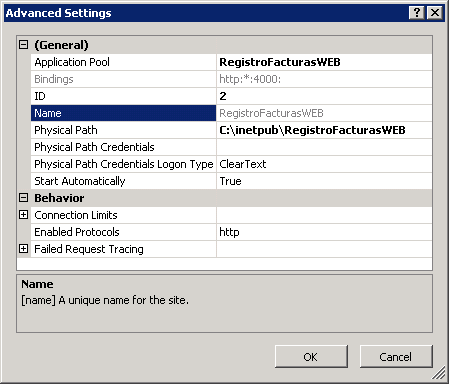 Advanced Settings
(General)
Application Pool RegistroFacturasWEB
Bindings http:*:4000:
ID 2
Name RegistroFacturasWEB
Physical Path C:\inetpub\RegistroFacturasWEB
Physical Path Credentials
Physical Path Credentials Logon Type ClearText
Start Automatically True
Behavior
Connection Limits
Enabled Protocols http
Failed Request Tracing
Name
[name] A unique name for the site.
OK Cancel